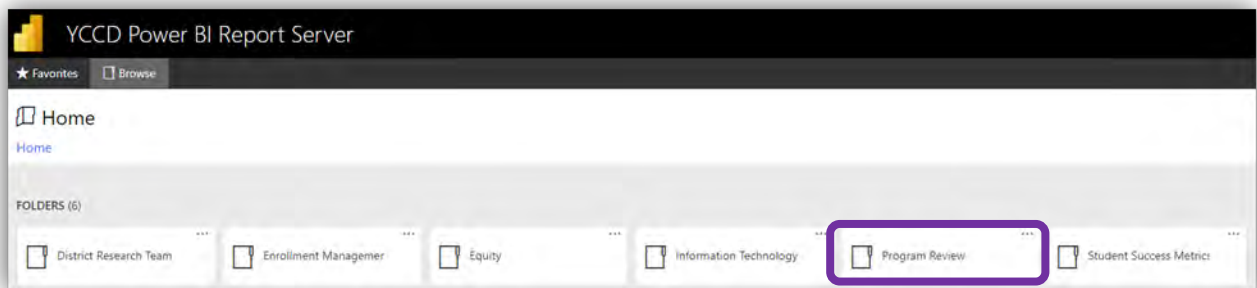 YCCD Power BI Report Server
Favorites Browse
Home
Home
FOLDERS (6)
District Research Team Enrollment Managemer Equity Information Technology Program Review Student Success Metrics